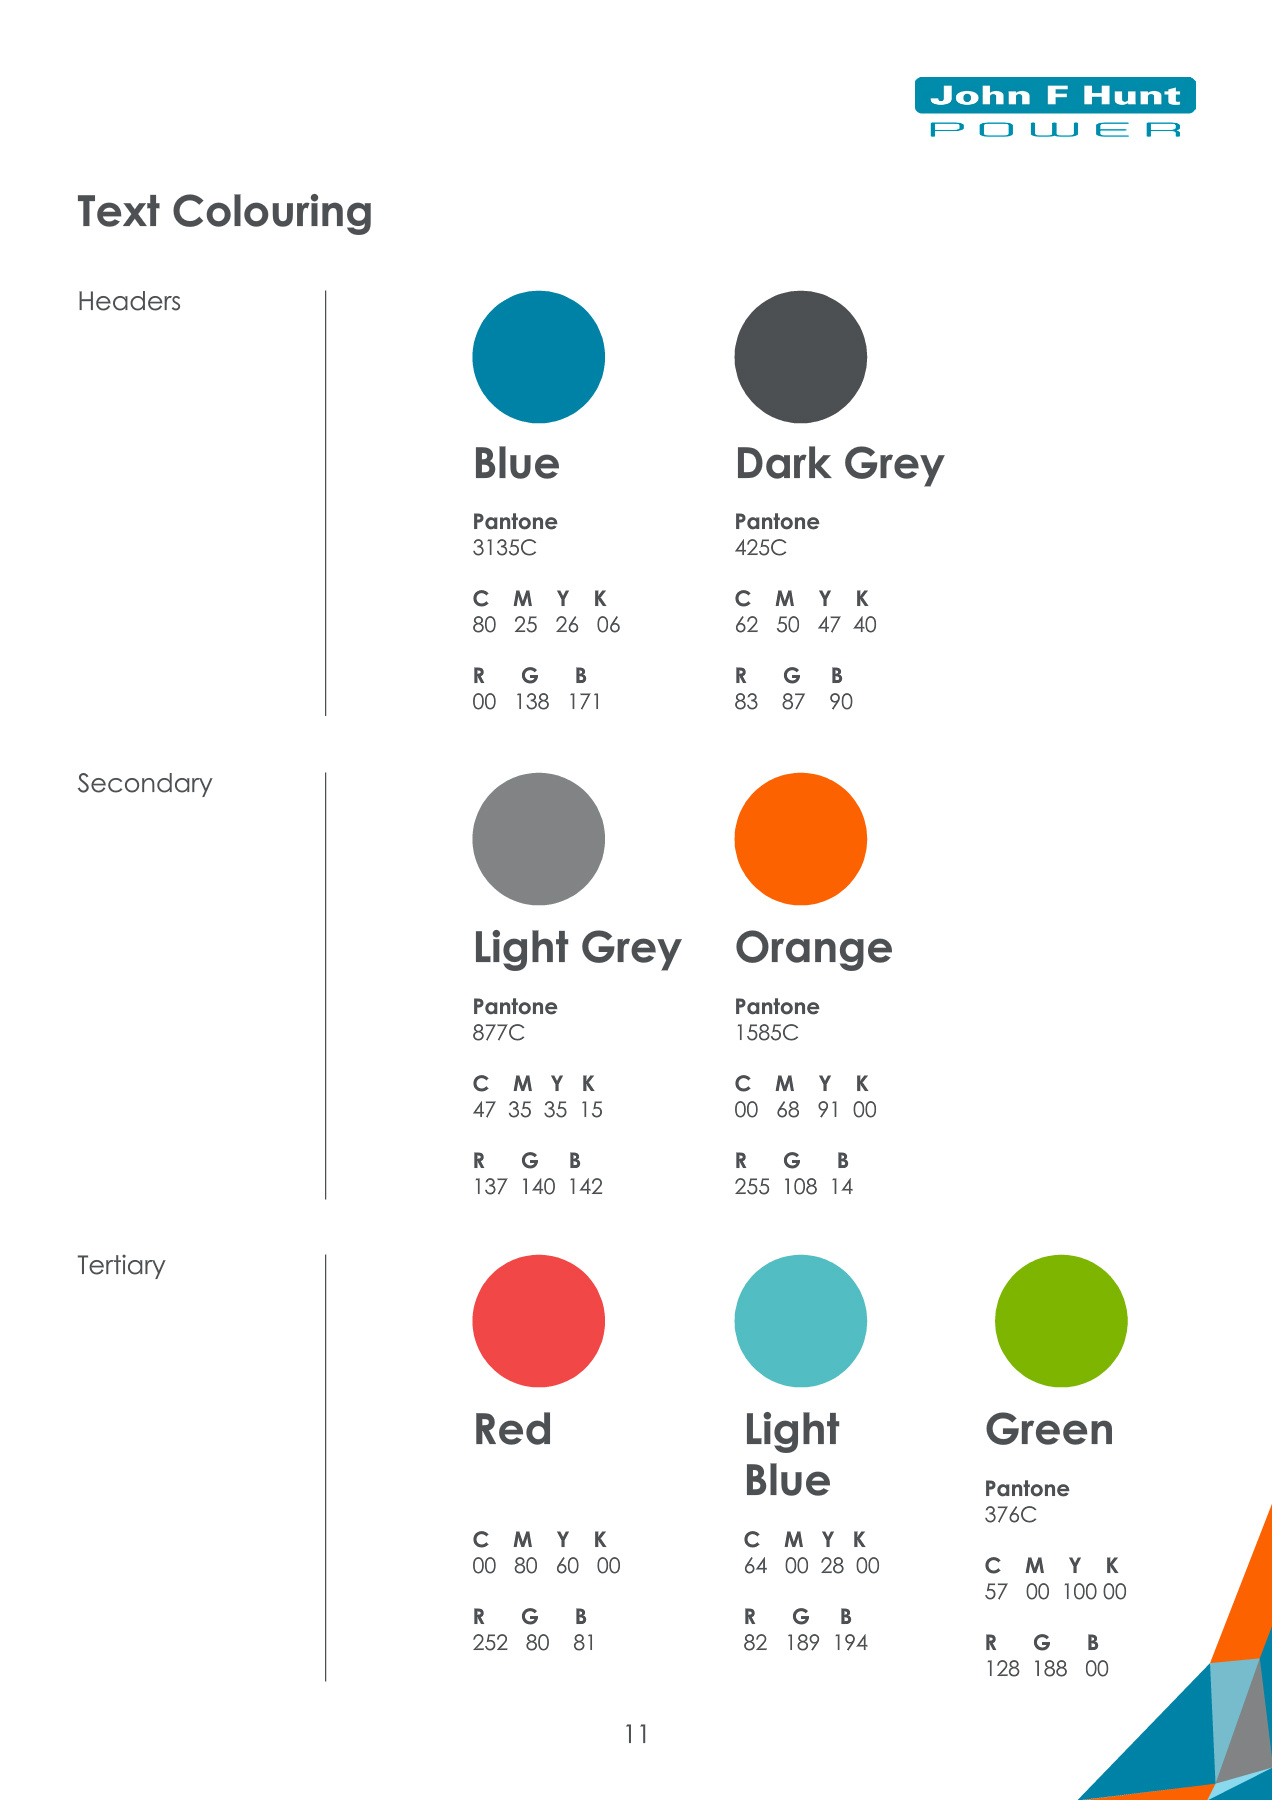 John F Hunt
POWER
Text Colouring
Headers
Blue
Pantone
3135C
C M Y K
80 25 26 06
R G B
00 138 171
Dark Grey
Pantone
425C
C M Y K
62 50 47 40
R G B
83 87 90
Secondary
Light Grey
Pantone
877C
C M Y K
47 35 35 15
R G B
137 140 142
Orange
Pantone
1585C
C M Y K
00 68 91 00
R G B
255 108 14
Tertiary
Red
C M Y K
00 80 60 00
R G B
252 80 81
Light
Blue
C M Y K
64 00 28 00
R G B
82 189 194
Green
Pantone
376C
C M Y K
57 00 100 00
R G B
128 188 00
11